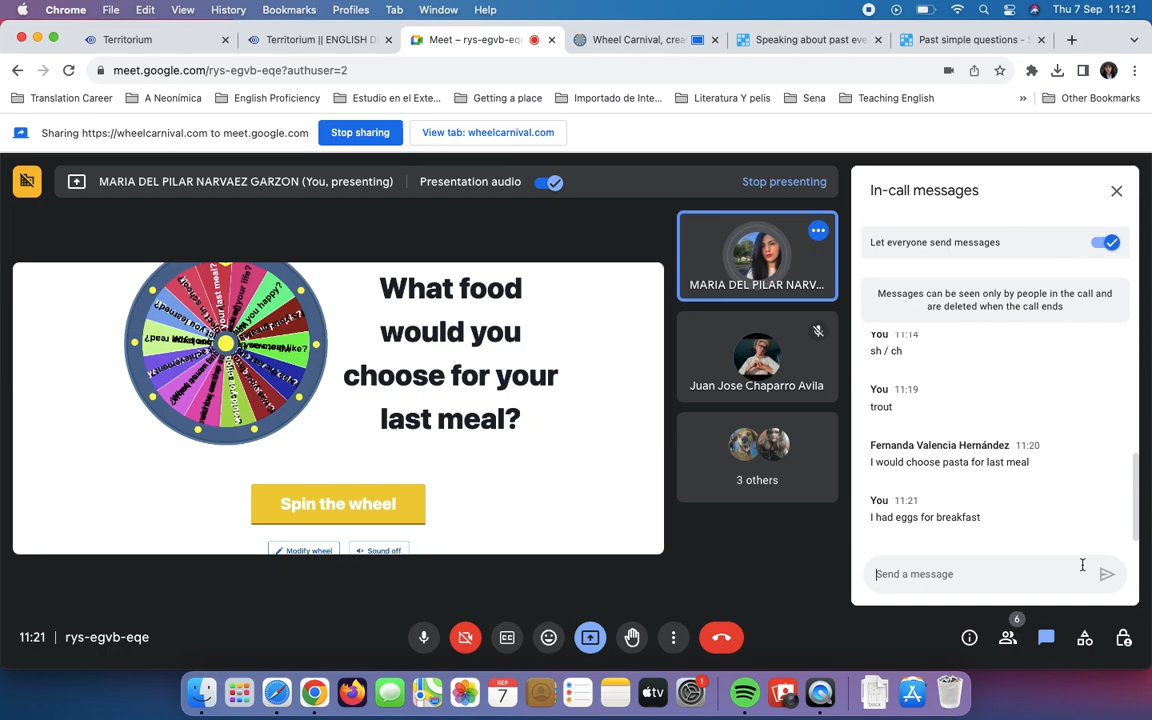 Chrome File Edit View History Bookmarks Profiles Tab Window Help Thu 7 Sep 11:21
Territorium Territorium || ENGLISH D Meet – rys-egvb-eqe Wheel Carnival, crea Speaking about past eve Past simple questions - S
meet.google.com/rys-egvb-eqe?authuser=2
Translation Career A Neonímica English Proficiency Estudio en el Exte... Getting a place Importado de Inte... Literatura Y pelis Sena Teaching English » Other Bookmarks
Sharing https://wheelcarnival.com to meet.google.com Stop sharing View tab: wheelcarnival.com
MARIA DEL PILAR NARVAEZ GARZON (You, presenting) Presentation audio Stop presenting
What food
would you
choose for your
last meal?
Spin the wheel
Modify wheel Sound off
MARIA DEL PILAR NARV...
Juan Jose Chaparro Avila
3 others
In-call messages
Let everyone send messages
Messages can be seen only by people in the call and
are deleted when the call ends
You 11:14
sh / ch
You 11:19
trout
Fernanda Valencia Hernández 11:20
I would choose pasta for last meal
You 11:21
I had eggs for breakfast
Send a message
11:21 | rys-egvb-eqe
6
SEP
7
tv
1
DOCX